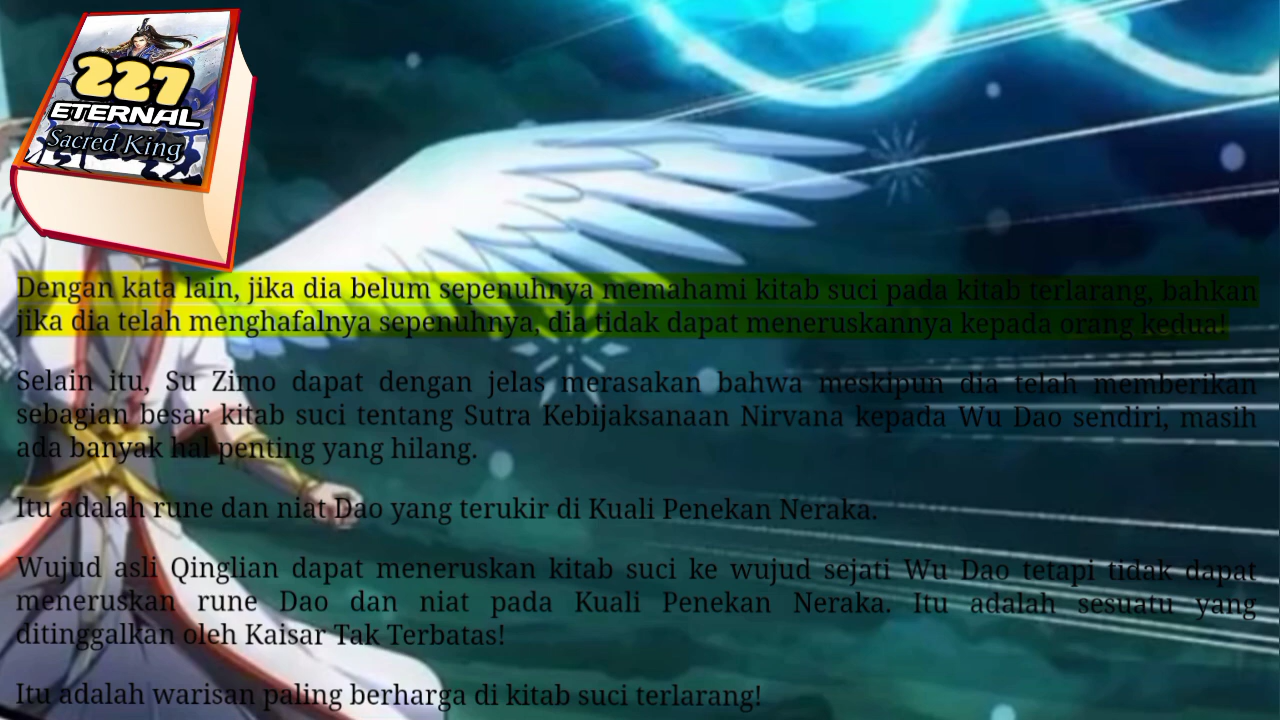 227
ETERNAL
Sacred King
Dengan kata lain, jika dia belum sepenuhnya memahami kitab suci pada kitab terlarang, bahkan
jika dia telah menghafalnya sepenuhnya, dia tidak dapat meneruskannya kepada orang kedua!
Selain itu, Su Zimo dapat dengan jelas merasakan bahwa meskipun dia telah memberikan
sebagian besar kitab suci tentang Sutra Kebijaksanaan Nirvana kepada Wu Dao sendiri, masih
ada banyak hal penting yang hilang.
Itu adalah rune dan niat Dao yang terukir di Kuali Penekan Neraka.
Wujud asli Qinglian dapat meneruskan kitab suci ke wujud sejati Wu Dao tetapi tidak dapat
meneruskan rune Dao dan niat pada Kuali Penekan Neraka. Itu adalah sesuatu yang
ditinggalkan oleh Kaisar Tak Terbatas!
Itu adalah warisan paling berharga di kitab suci terlarang!